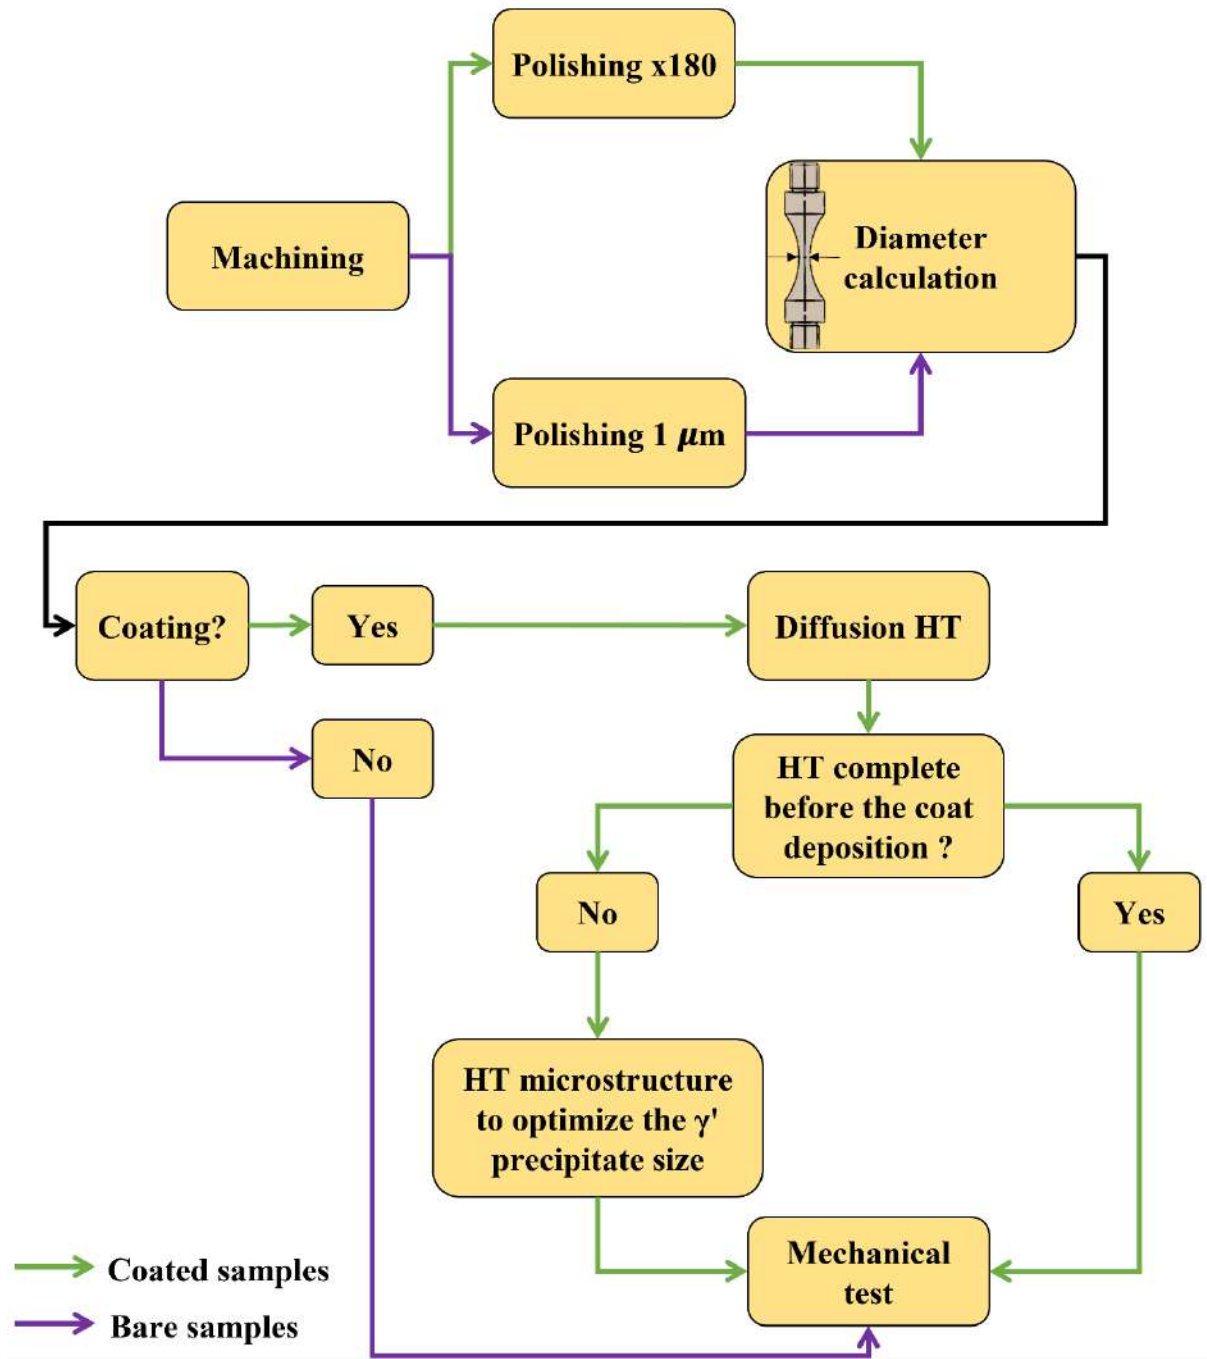 Polishing x180
Machining
Diameter
calculation
Polishing 1 μm
Coating?
Yes
Diffusion HT
No
HT complete
before the coat
deposition ?
No
Yes
HT microstructure
to optimize the γ'
precipitate size
Mechanical
test
Coated samples
Bare samples